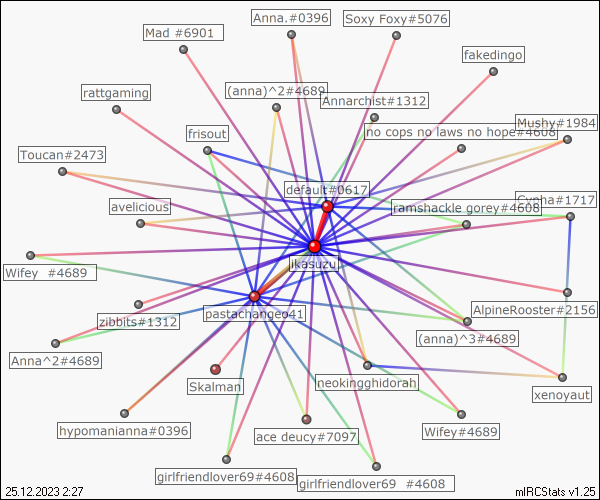 Anna.#0396
Soxy Foxy#5076
Mad #6901
fakedingo
rattgaming
(anna)^2#4689
Annarchist#1312
Mushy#1984
frisout
no cops no laws no hope#4608
Toucan#2473
default#0617
Cypha#1717
avelicious
ramshackle gorey#4608
ikasuzu
Wifey #4689
AlpineRooster#2156
zibbits#1312
pastachangeo41
(anna)^3#4689
Anna^2#4689
Skalman
neokingghidorah
xenoyaut
hypomanianna#0396
ace deucy#7097
Wifey#4689
girlfriendlover69#4608
girlfriendlover69 #4608
25.12.2023 2:27
mIRCStats v1.25